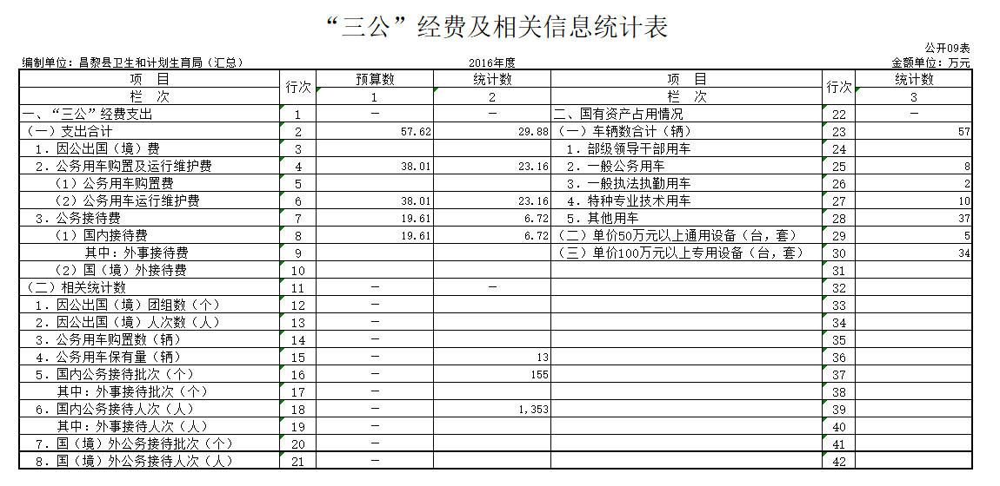 “三公”经费及相关信息统计表
公开09表
编制单位：昌黎县卫生和计划生育局（汇总） 2016年度 金额单位：万元
项 目 行次 预算数 统计数 项 目 行次 统计数
栏 次 1 2 栏 次 3
一、“三公”经费支出 1 — — 二、国有资产占用情况 22 —
（一）支出合计 2 57.62 29.88 （一）车辆数合计（辆） 23 57
1．因公出国（境）费 3 1．部级领导干部用车 24
2．公务用车购置及运行维护费 4 38.01 23.16 2．一般公务用车 25 8
（1）公务用车购置费 5 3．一般执法执勤用车 26 2
（2）公务用车运行维护费 6 38.01 23.16 4．特种专业技术用车 27 10
3．公务接待费 7 19.61 6.72 5．其他用车 28 37
（1）国内接待费 8 19.61 6.72 （二）单价50万元以上通用设备（台，套） 29 5
其中：外事接待费 9 （三）单价100万元以上专用设备（台，套） 30 34
（2）国（境）外接待费 10 31
（二）相关统计数 11 — — 32
1．因公出国（境）团组数（个） 12 — 33
2．因公出国（境）人次数（人） 13 — 34
3．公务用车购置数（辆） 14 — 35
4．公务用车保有量（辆） 15 — 13 36
5．国内公务接待批次（个） 16 — 155 37
其中：外事接待批次（个） 17 — 38
6．国内公务接待人次（人） 18 — 1,353 39
其中：外事接待人次（人） 19 — 40
7．国（境）外公务接待批次（个） 20 — 41
8．国（境）外公务接待人次（人） 21 — 42